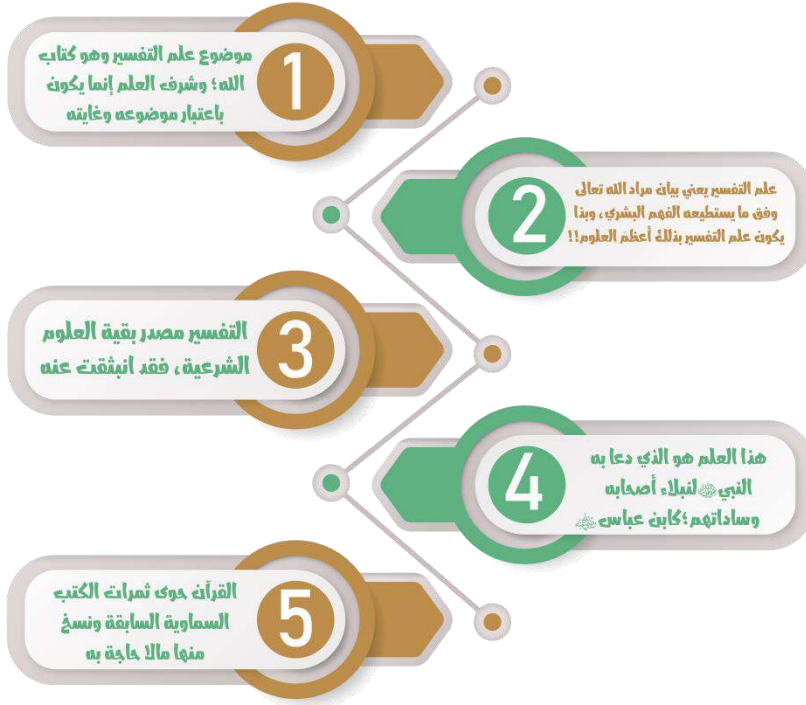 1
موضوع علم التفسير وهو كتاب
الله؛ وشرف العلم إنما يكون
باعتبار موضوعه وغايته
2
علم التفسير يعني بيان مراد الله تعالى
وفق ما يستطيعه الفهم البشري، وبذا
يكون علم التفسير بذلك أعظم العلوم!!
3
التفسير مصدر بقية العلوم
الشرعية، فقد انبثقت عنه
4
هذا العلم هو الذي دعا به
النبي ﷺ لنبلاء أصحابه
وساداتهم؛ كابن عباس
5
القرآن حوى ثمرات الكتب
السماوية السابقة ونسخ
منها مالا حاجة به